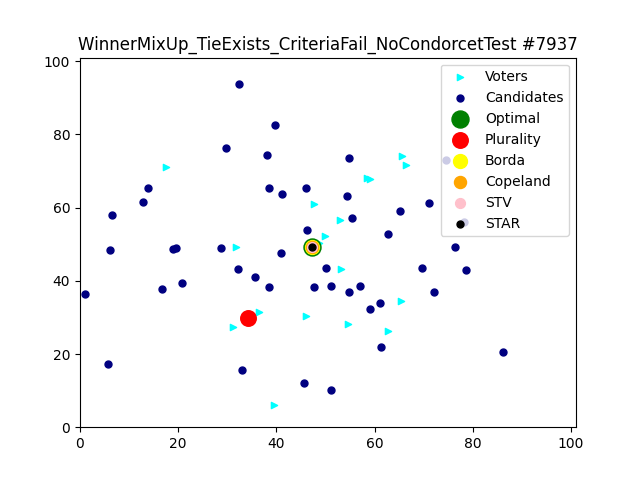 WinnerMixUp_TieExists_CriteriaFail_NoCondorcetTest #7937
100
80
60
40
20
0
0 20 40 60 80 100
Voters
Candidates
Optimal
Plurality
Borda
Copeland
STV
STAR